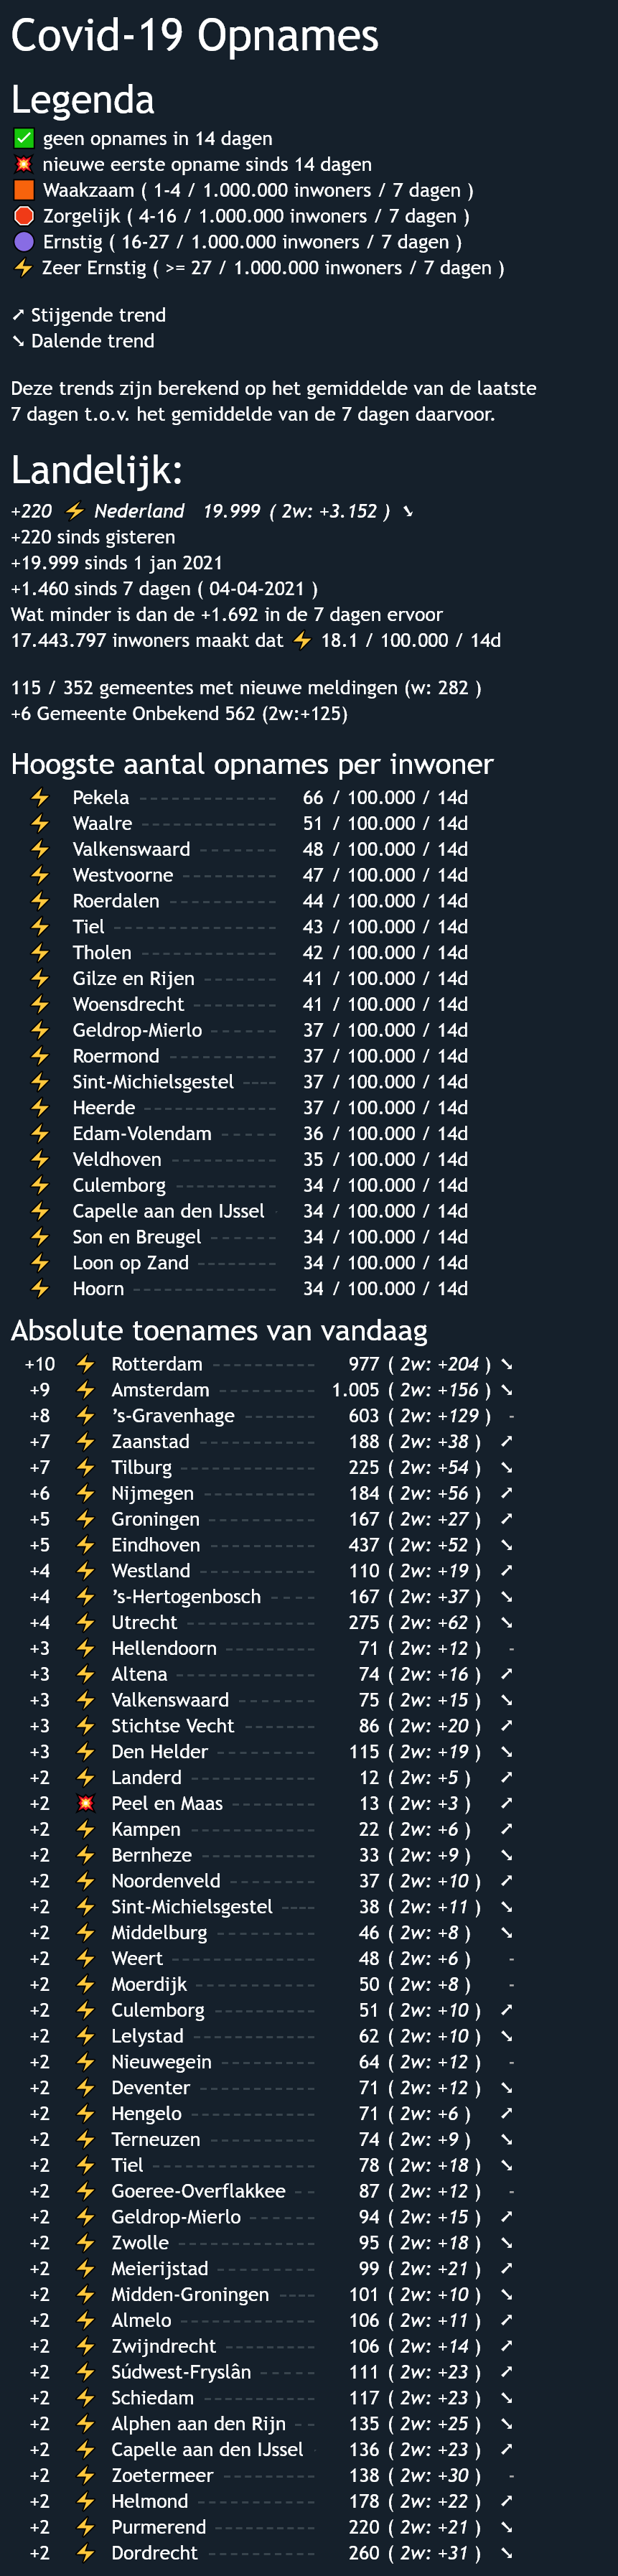 Covid-19 Opnames
Legenda
✅ geen opnames in 14 dagen
💥 nieuwe eerste opname sinds 14 dagen
🟧 Waakzaam ( 1-4 / 1.000.000 inwoners / 7 dagen )
🛑 Zorgelijk ( 4-16 / 1.000.000 inwoners / 7 dagen )
🟣 Ernstig ( 16-27 / 1.000.000 inwoners / 7 dagen )
⚡ Zeer Ernstig ( >= 27 / 1.000.000 inwoners / 7 dagen )
➚ Stijgende trend
➘ Dalende trend
Deze trends zijn berekend op het gemiddelde van de laatste
7 dagen t.o.v. het gemiddelde van de 7 dagen daarvoor.
Landelijk:
+220 ⚡ Nederland 19.999 ( 2w: +3.152 ) ➘
+220 sinds gisteren
+19.999 sinds 1 jan 2021
+1.460 sinds 7 dagen ( 04-04-2021 )
Wat minder is dan de +1.692 in de 7 dagen ervoor
17.443.797 inwoners maakt dat ⚡ 18.1 / 100.000 / 14d
115 / 352 gemeentes met nieuwe meldingen (w: 282 )
+6 Gemeente Onbekend 562 (2w:+125)
Hoogste aantal opnames per inwoner
⚡ Pekela 66 / 100.000 / 14d
⚡ Waalre 51 / 100.000 / 14d
⚡ Valkenswaard 48 / 100.000 / 14d
⚡ Westvoorne 47 / 100.000 / 14d
⚡ Roerdalen 44 / 100.000 / 14d
⚡ Tiel 43 / 100.000 / 14d
⚡ Tholen 42 / 100.000 / 14d
⚡ Gilze en Rijen 41 / 100.000 / 14d
⚡ Woensdrecht 41 / 100.000 / 14d
⚡ Geldrop-Mierlo 37 / 100.000 / 14d
⚡ Roermond 37 / 100.000 / 14d
⚡ Sint-Michielsgestel 37 / 100.000 / 14d
⚡ Heerde 37 / 100.000 / 14d
⚡ Edam-Volendam 36 / 100.000 / 14d
⚡ Veldhoven 35 / 100.000 / 14d
⚡ Culemborg 34 / 100.000 / 14d
⚡ Capelle aan den IJssel 34 / 100.000 / 14d
⚡ Son en Breugel 34 / 100.000 / 14d
⚡ Loon op Zand 34 / 100.000 / 14d
⚡ Hoorn 34 / 100.000 / 14d
Absolute toenames van vandaag
+10 ⚡ Rotterdam 977 ( 2w: +204 ) ➘
+9 ⚡ Amsterdam 1.005 ( 2w: +156 ) ➘
+8 ⚡ 's-Gravenhage 603 ( 2w: +129 ) -
+7 ⚡ Zaanstad 188 ( 2w: +38 ) ➚
+7 ⚡ Tilburg 225 ( 2w: +54 ) ➘
+6 ⚡ Nijmegen 184 ( 2w: +56 ) ➚
+5 ⚡ Groningen 167 ( 2w: +27 ) ➚
+5 ⚡ Eindhoven 437 ( 2w: +52 ) ➘
+4 ⚡ Westland 110 ( 2w: +19 ) ➚
+4 ⚡ 's-Hertogenbosch 167 ( 2w: +37 ) ➘
+4 ⚡ Utrecht 275 ( 2w: +62 ) ➘
+3 ⚡ Hellendoorn 71 ( 2w: +12 ) -
+3 ⚡ Altena 74 ( 2w: +16 ) ➚
+3 ⚡ Valkenswaard 75 ( 2w: +15 ) ➘
+3 ⚡ Stichtse Vecht 86 ( 2w: +20 ) ➚
+3 ⚡ Den Helder 115 ( 2w: +19 ) ➘
+2 ⚡ Landerd 12 ( 2w: +5 ) ➚
+2 💥 Peel en Maas 13 ( 2w: +3 ) ➚
+2 ⚡ Kampen 22 ( 2w: +6 ) ➚
+2 ⚡ Bernheze 33 ( 2w: +9 ) ➘
+2 ⚡ Noordenveld 37 ( 2w: +10 ) ➚
+2 ⚡ Sint-Michielsgestel 38 ( 2w: +11 ) ➘
+2 ⚡ Middelburg 46 ( 2w: +8 ) ➘
+2 ⚡ Weert 48 ( 2w: +6 ) -
+2 ⚡ Moerdijk 50 ( 2w: +8 ) -
+2 ⚡ Culemborg 51 ( 2w: +10 ) ➚
+2 ⚡ Lelystad 62 ( 2w: +10 ) ➘
+2 ⚡ Nieuwegein 64 ( 2w: +12 ) -
+2 ⚡ Deventer 71 ( 2w: +12 ) ➘
+2 ⚡ Hengelo 71 ( 2w: +6 ) ➚
+2 ⚡ Terneuzen 74 ( 2w: +9 ) ➘
+2 ⚡ Tiel 78 ( 2w: +18 ) ➘
+2 ⚡ Goeree-Overflakkee 87 ( 2w: +12 ) -
+2 ⚡ Geldrop-Mierlo 94 ( 2w: +15 ) ➚
+2 ⚡ Zwolle 95 ( 2w: +18 ) ➘
+2 ⚡ Meierijstad 99 ( 2w: +21 ) ➚
+2 ⚡ Midden-Groningen 101 ( 2w: +10 ) ➘
+2 ⚡ Almelo 106 ( 2w: +11 ) ➚
+2 ⚡ Zwijndrecht 106 ( 2w: +14 ) ➚
+2 ⚡ Súdwest-Fryslân 111 ( 2w: +23 ) ➚
+2 ⚡ Schiedam 117 ( 2w: +23 ) ➘
+2 ⚡ Alphen aan den Rijn 135 ( 2w: +25 ) ➘
+2 ⚡ Capelle aan den IJssel 136 ( 2w: +23 ) ➚
+2 ⚡ Zoetermeer 138 ( 2w: +30 ) -
+2 ⚡ Helmond 178 ( 2w: +22 ) ➚
+2 ⚡ Purmerend 220 ( 2w: +21 ) ➘
+2 ⚡ Dordrecht 260 ( 2w: +31 ) ➘